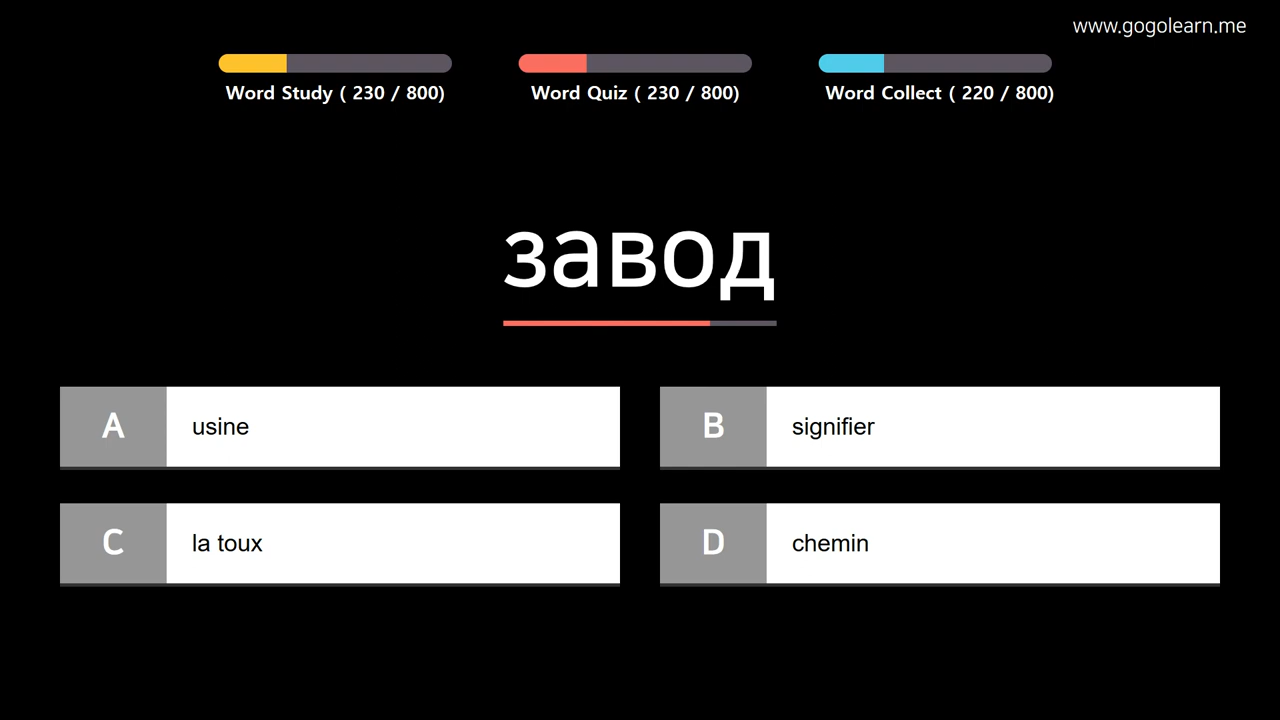 www.gogolearn.me
Word Study ( 230 / 800)
Word Quiz ( 230 / 800)
Word Collect ( 220 / 800)
завод
A usine
B signifier
C la toux
D chemin